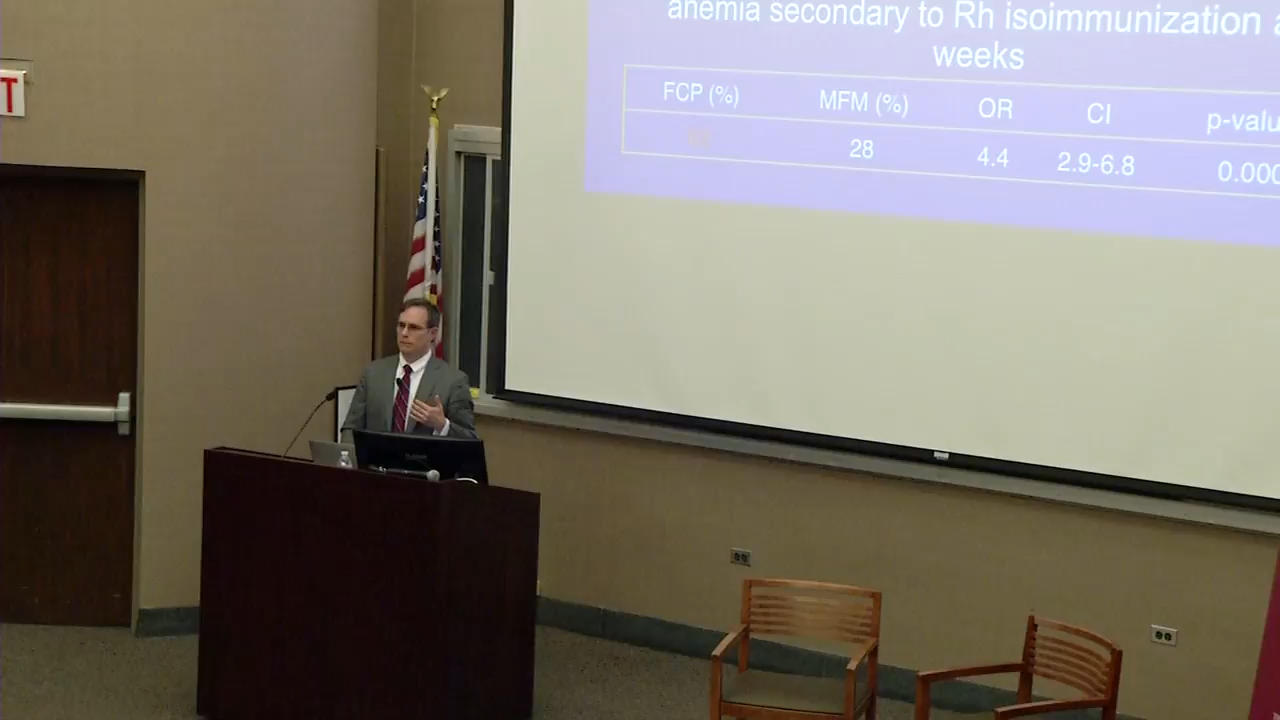 anemia secondary to Rh isoimmunization
weeks
FCP (%) MFM (%) OR CI p-valu
28 4.4 2.9-6.8 0.000
T